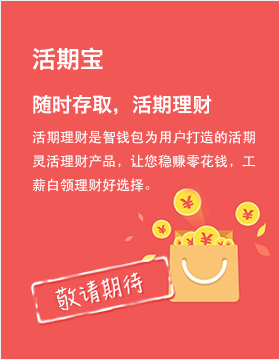 活期宝
随时存取，活期理财
活期理财是智钱包为用户打造的活期
灵活理财产品，让您稳赚零花钱，工
薪白领理财好选择。
敬请期待